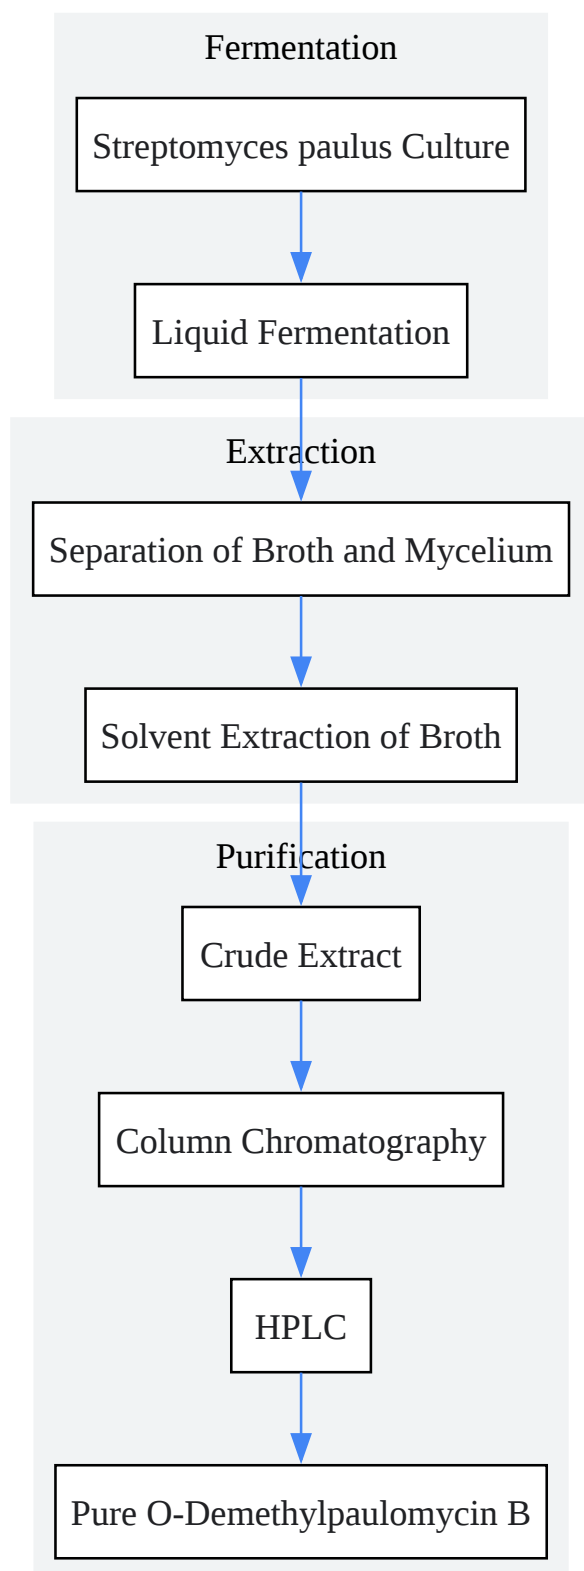 Fermentation
Streptomyces paulus Culture
Liquid Fermentation
Extraction
Separation of Broth and Mycelium
Solvent Extraction of Broth
Purification
Crude Extract
Column Chromatography
HPLC
Pure O-Demethylpaulomycin B